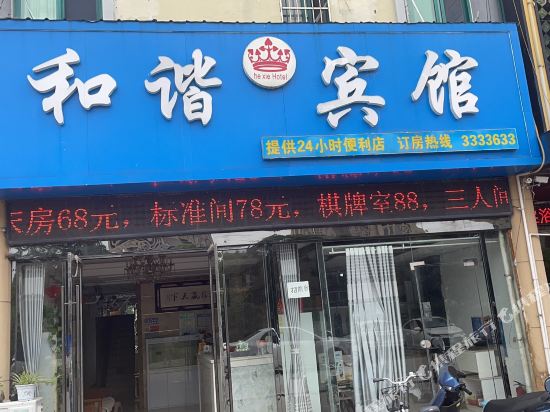 和谐宾馆
he xie Hotel
提供24小时便利店 订房热线 3333633
天房68元，标准间78元，棋牌室88，三人间